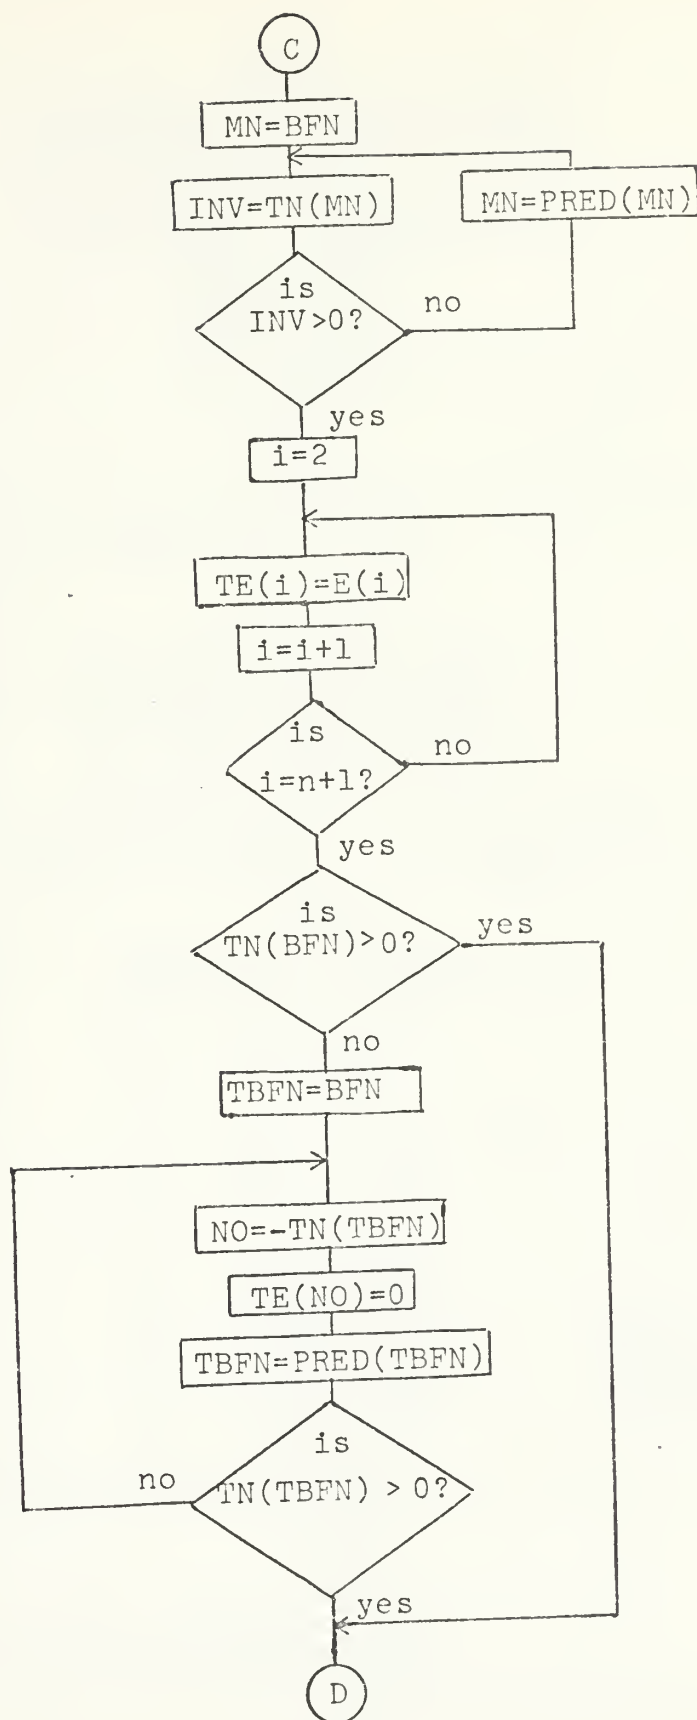 C
MN=BFN
INV=TN(MN)
MN=PRED(MN)
is
INV>0?
no
yes
i=2
TE(i)=E(i)
i=i+1
is
i=n+1?
no
yes
is
TN(BFN)>0?
yes
no
TBFN=BFN
NO=-TN(TBFN)
TE(NO)=0
TBFN=PRED(TBFN)
is
TN(TBFN) > 0?
no
yes
D